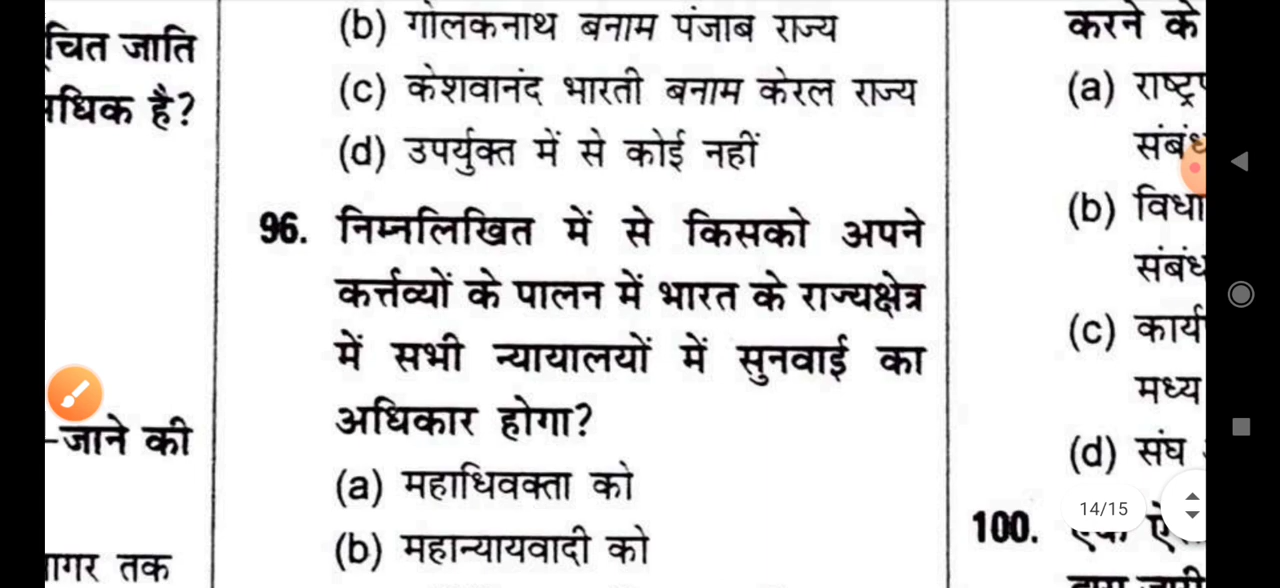 चित जाति
धिक है?
-जाने की
गर तक
(b) गोलकनाथ बनाम पंजाब राज्य
(c) केशवानंद भारती बनाम केरल राज्य
(d) उपर्युक्त में से कोई नहीं
96. निम्नलिखित में से किसको अपने
कर्त्तव्यों के पालन में भारत के राज्यक्षेत्र
में सभी न्यायालयों में सुनवाई का
अधिकार होगा?
(a) महाधिवक्ता को
(b) महान्यायवादी को
करने के
(a) राष्ट्र
संबंध
(b) विधा
संबंध
(c) कार्य
मध्य
(d) संघ
14/15
100. एक ऐ